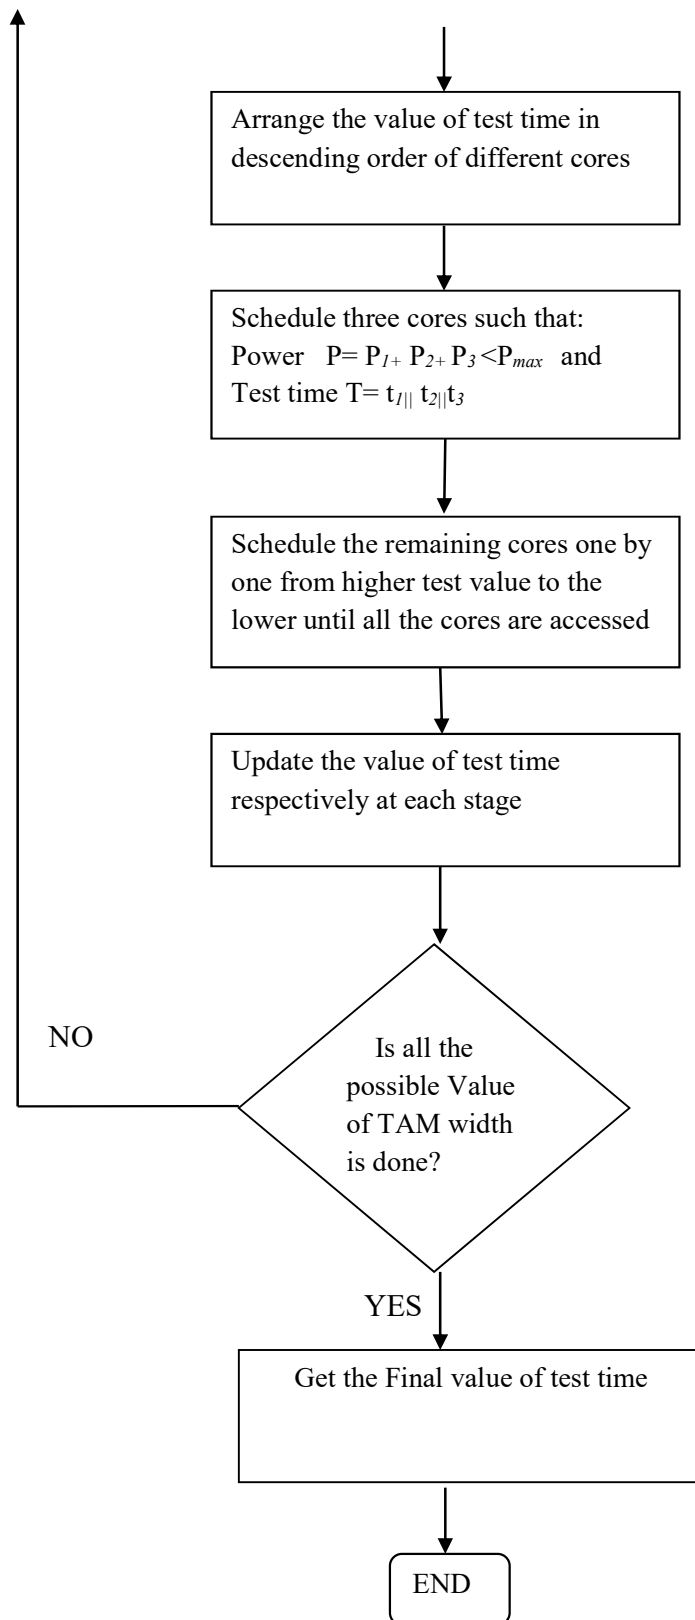 Arrange the value of test time in
descending order of different cores
Schedule three cores such that:
Power P= P1+ P2+ P3 <Pmax and
Test time T= t1|| t2||t3
Schedule the remaining cores one by
one from higher test value to the
lower until all the cores are accessed
Update the value of test time
respectively at each stage
NO
Is all the
possible Value
of TAM width
is done?
YES
Get the Final value of test time
END